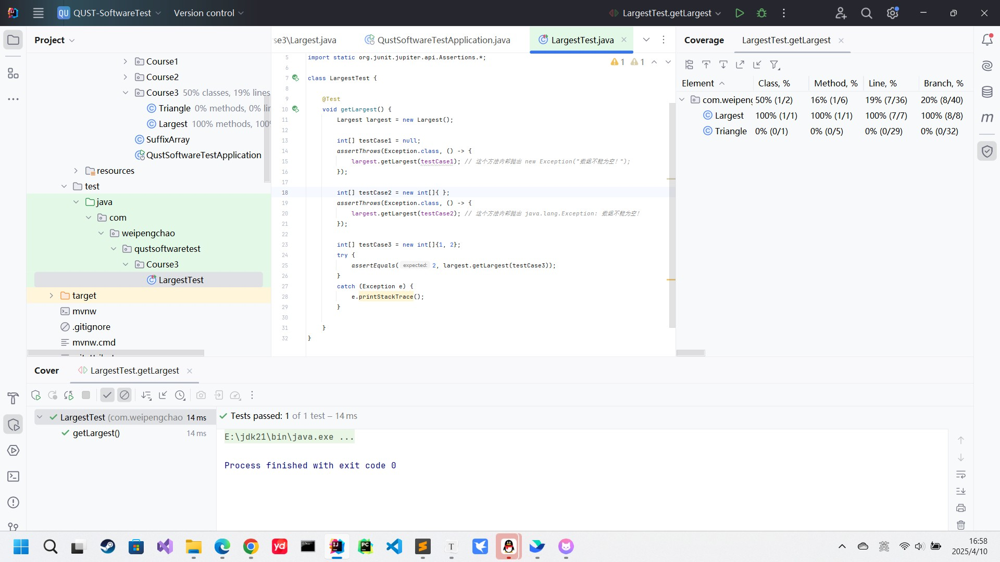 QU QUST-SoftwareTest
Version control
LargestTest.getLargest
Project
Course1
Course2
Course3 50% classes, 19% lines
Triangle 0% methods, 0% lin
Largest 100% methods, 100%
SuffixArray
QustSoftwareTestApplication
resources
test
java
com
weipengchao
qustsoftwaretest
Course3
LargestTest
target
mvnw
.gitignore
mvnw.cmd
se3\Largest.java
QustSoftwareTestApplication.java
LargestTest.java
1 1
5 import static org.junit.jupiter.api.Assertions.*;
6
7 class LargestTest {
8
9 @Test
10 void getLargest() {
11 Largest largest = new Largest();
12
13 int[] testCase1 = null;
14 assertThrows(Exception.class, () -> {
15 largest.getLargest(testCase1); // 这个方法内部抛出 new Exception("数组不能为空！");
16 });
17
18 int[] testCase2 = new int[]{ };
19 assertThrows(Exception.class, () -> {
20 largest.getLargest(testCase2); // 这个方法内部抛出 java.lang.Exception: 数组不能为空！
21 });
22
23 int[] testCase3 = new int[]{1, 2};
24 try {
25 assertEquals( expected: 2, largest.getLargest(testCase3));
26 }
27 catch (Exception e) {
28 e.printStackTrace();
29 }
30
31 }
32 }
Coverage
LargestTest.getLargest
Element Class, % Method, % Line, % Branch, %
com.weipeng 50% (1/2) 16% (1/6) 19% (7/36) 20% (8/40)
Largest 100% (1/1) 100% (1/1) 100% (7/7) 100% (8/8)
Triangle 0% (0/1) 0% (0/5) 0% (0/29) 0% (0/32)
m
Cover
LargestTest.getLargest
LargestTest (com.weipengchao 14 ms
getLargest() 14 ms
Tests passed: 1 of 1 test – 14 ms
E:\jdk21\bin\java.exe ...
Process finished with exit code 0
yd
IJ
PC
T
英
16:58
2025/4/10